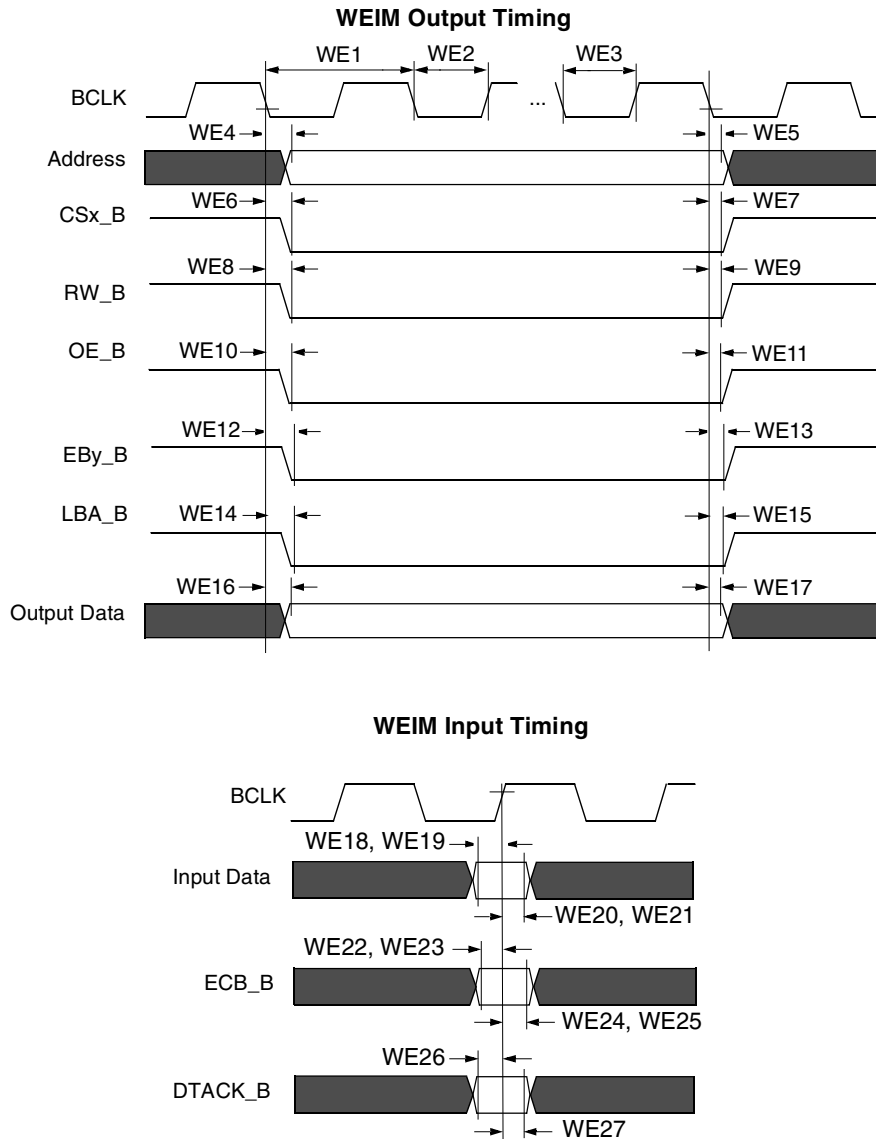 WEIM Output Timing
WE1 WE2 WE3
BCLK
...
WE4 WE5
Address
WE6 WE7
CSx_B
WE8 WE9
RW_B
OE_B WE10 WE11
WE12 WE13
EBy_B
LBA_B WE14 WE15
WE16 WE17
Output Data
WEIM Input Timing
BCLK
WE18, WE19
Input Data
WE20, WE21
WE22, WE23
ECB_B
WE24, WE25
WE26
DTACK_B
WE27